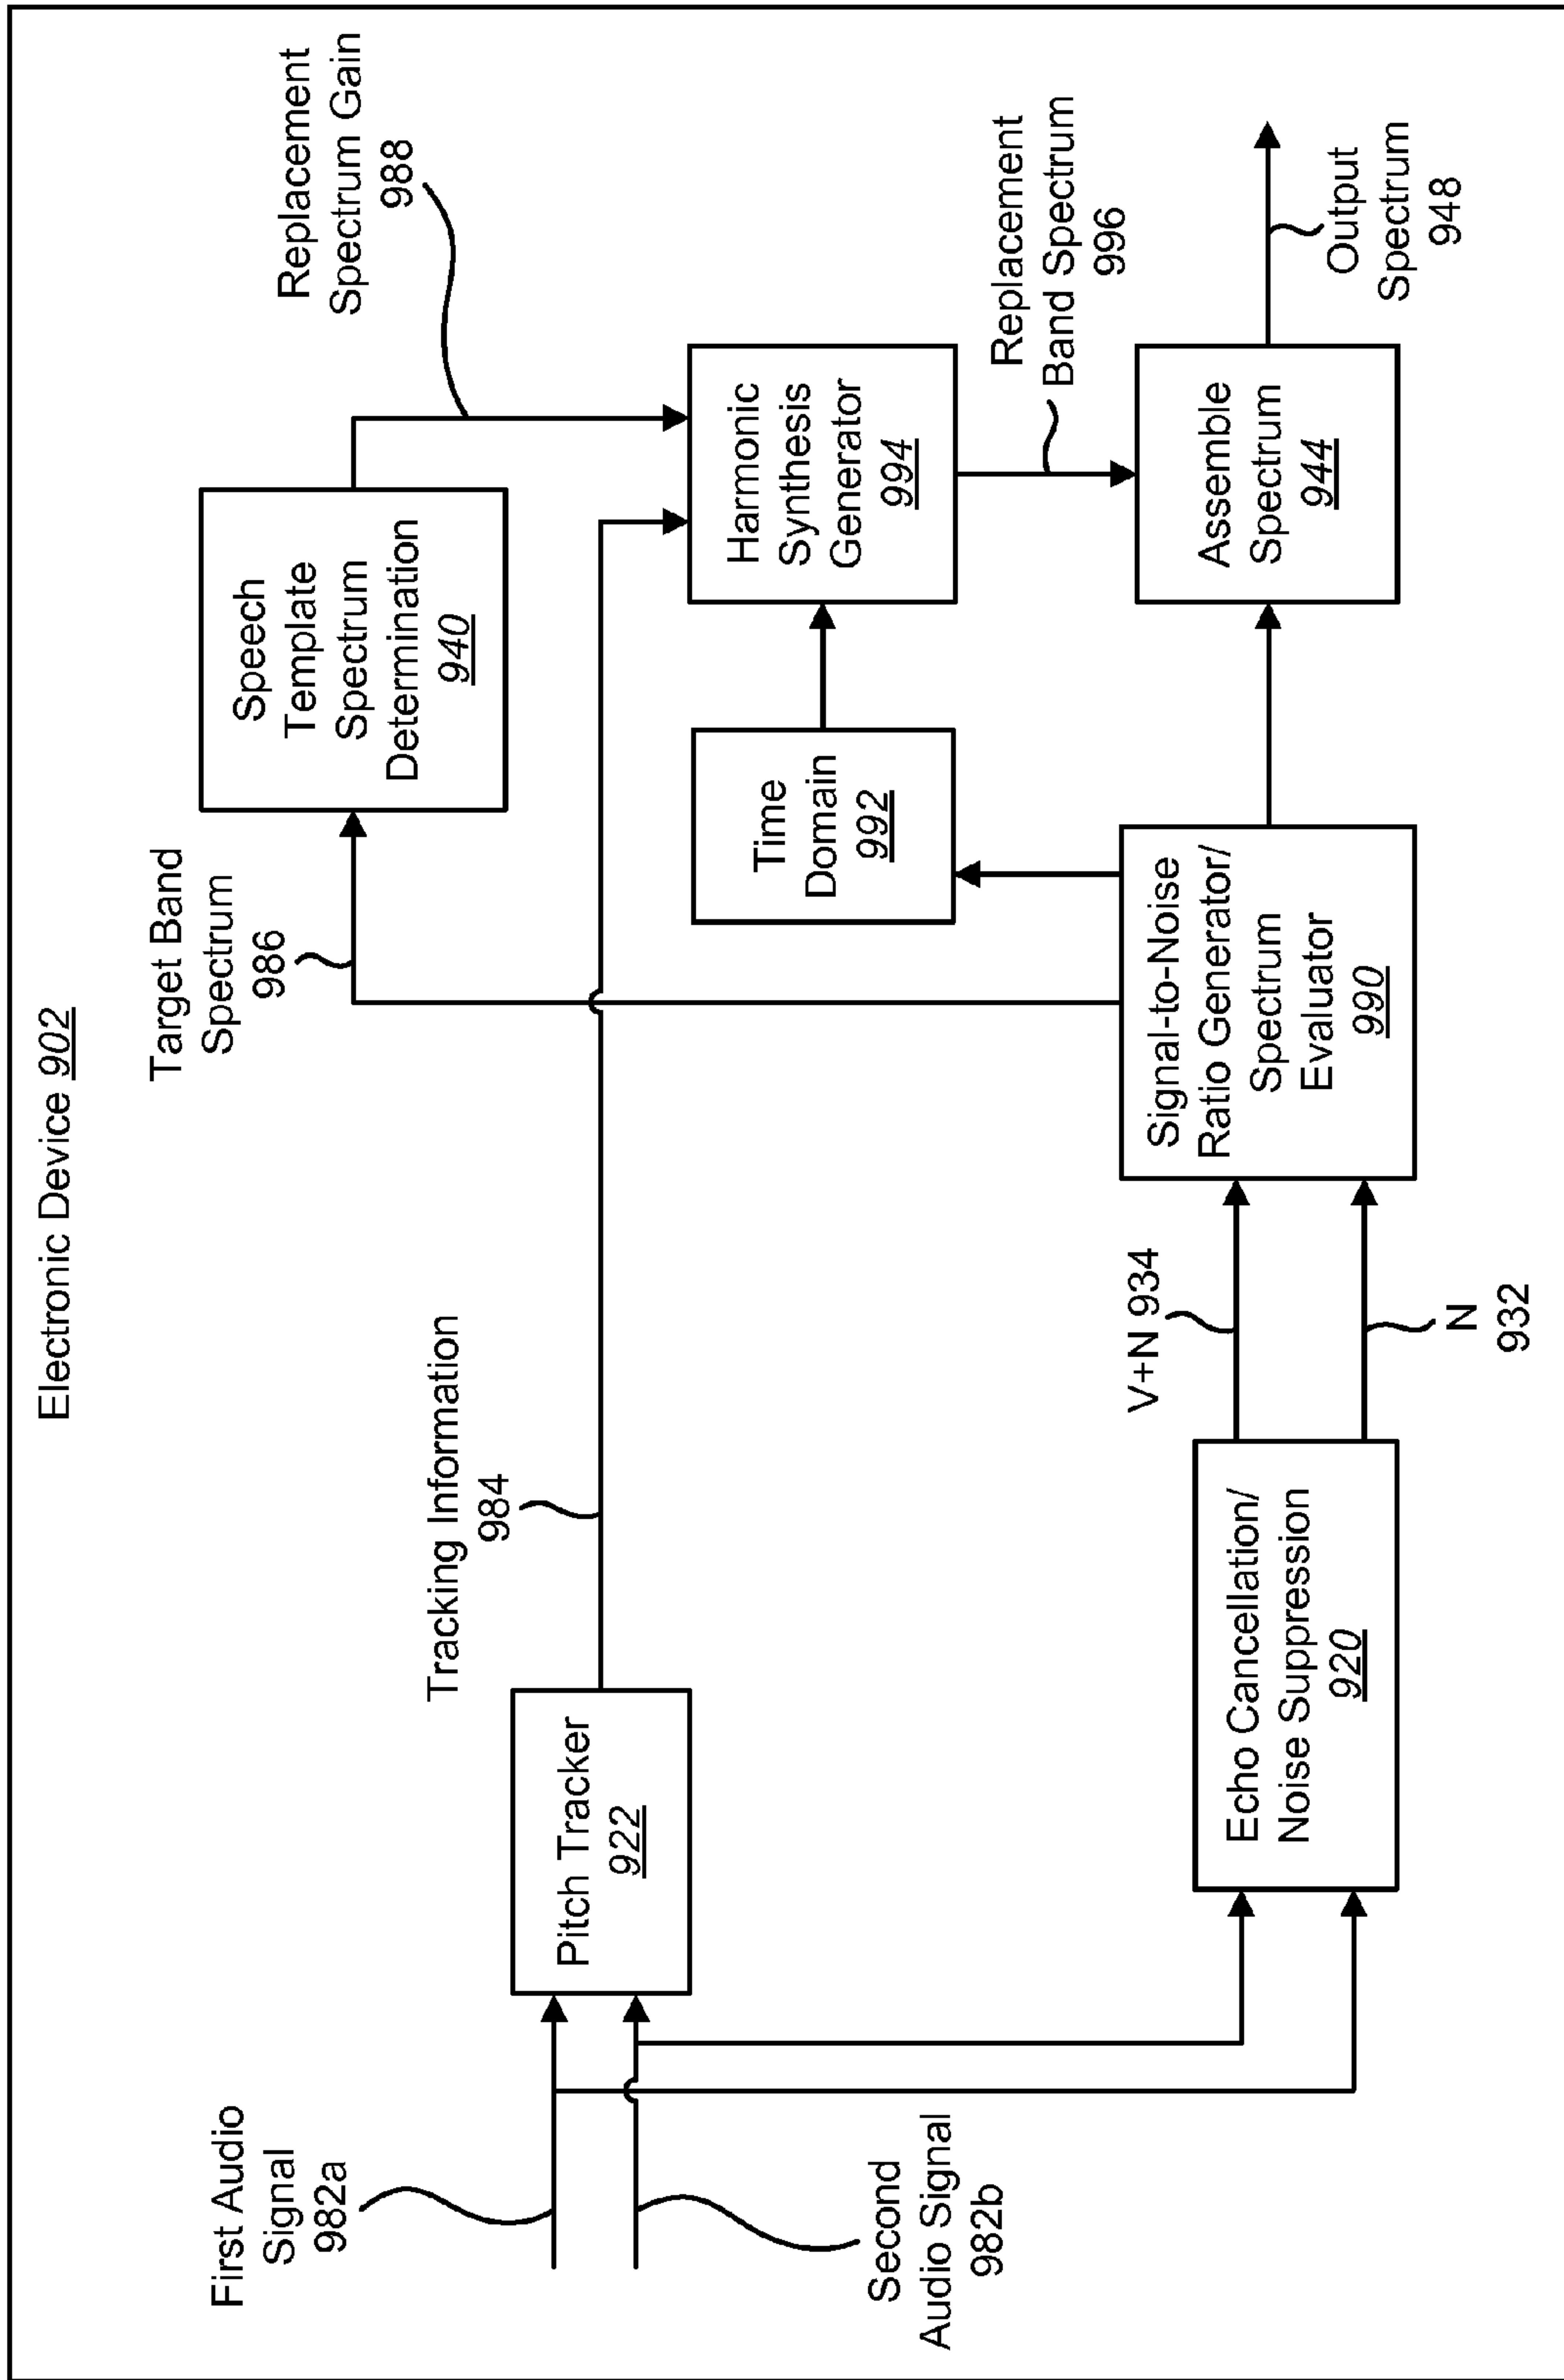 Electronic Device 902
First Audio
Signal
982a
Second
Audio Signal
982b
Pitch Tracker
922
Tracking Information
984
Echo Cancellation/
Noise Suppression
920
V+N 934
N
932
Signal-to-Noise
Ratio Generator/
Spectrum
Evaluator
990
Target Band
Spectrum
986
Speech
Template
Spectrum
Determination
940
Time
Domain
992
Replacement
Spectrum Gain
988
Harmonic
Synthesis
Generator
994
Replacement
Band Spectrum
996
Assemble
Spectrum
944
Output
Spectrum
948